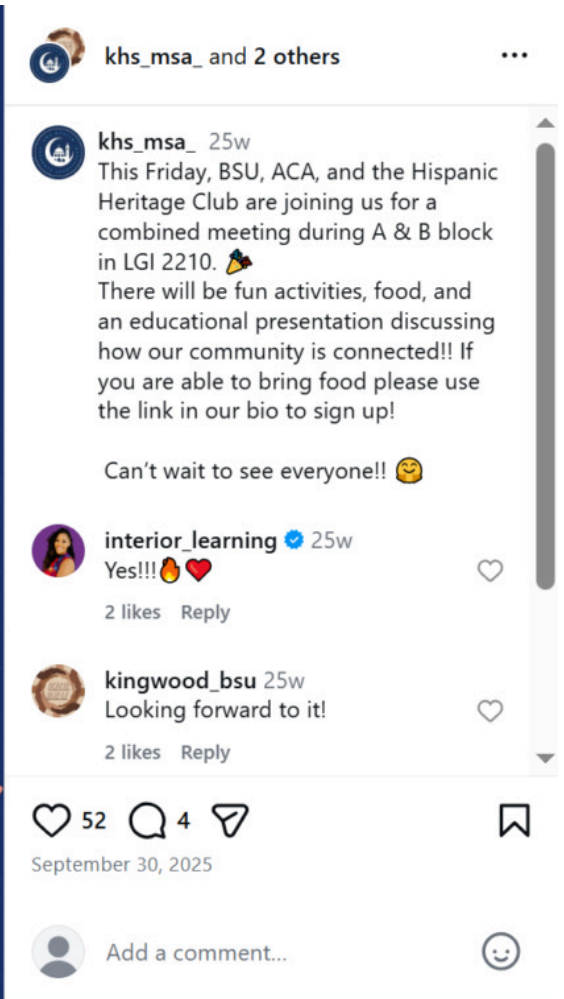 khs_msa_ and 2 others
khs_msa_ 25w
This Friday, BSU, ACA, and the Hispanic
Heritage Club are joining us for a
combined meeting during A & B block
in LGI 2210. 🎉
There will be fun activities, food, and
an educational presentation discussing
how our community is connected!! If
you are able to bring food please use
the link in our bio to sign up!
Can't wait to see everyone!! 🤗
interior_learning 25w
Yes!!!🔥❤️
2 likes Reply
kingwood_bsu 25w
Looking forward to it!
2 likes Reply
52 4
September 30, 2025
Add a comment...